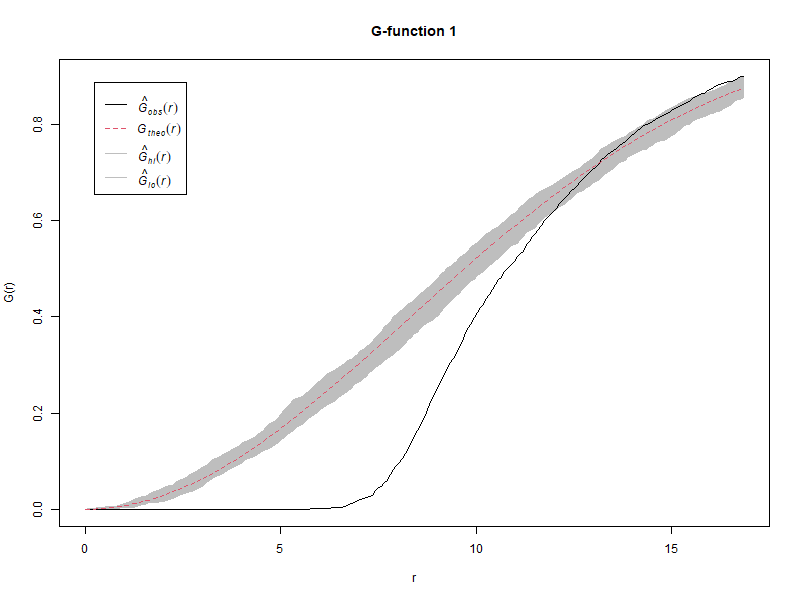 G-function 1
Ĝobs(r)
Gtheo(r)
Ĝhi(r)
Ĝlo(r)
G(r)
0.8
0.6
0.4
0.2
0.0
0 5 10 15
r